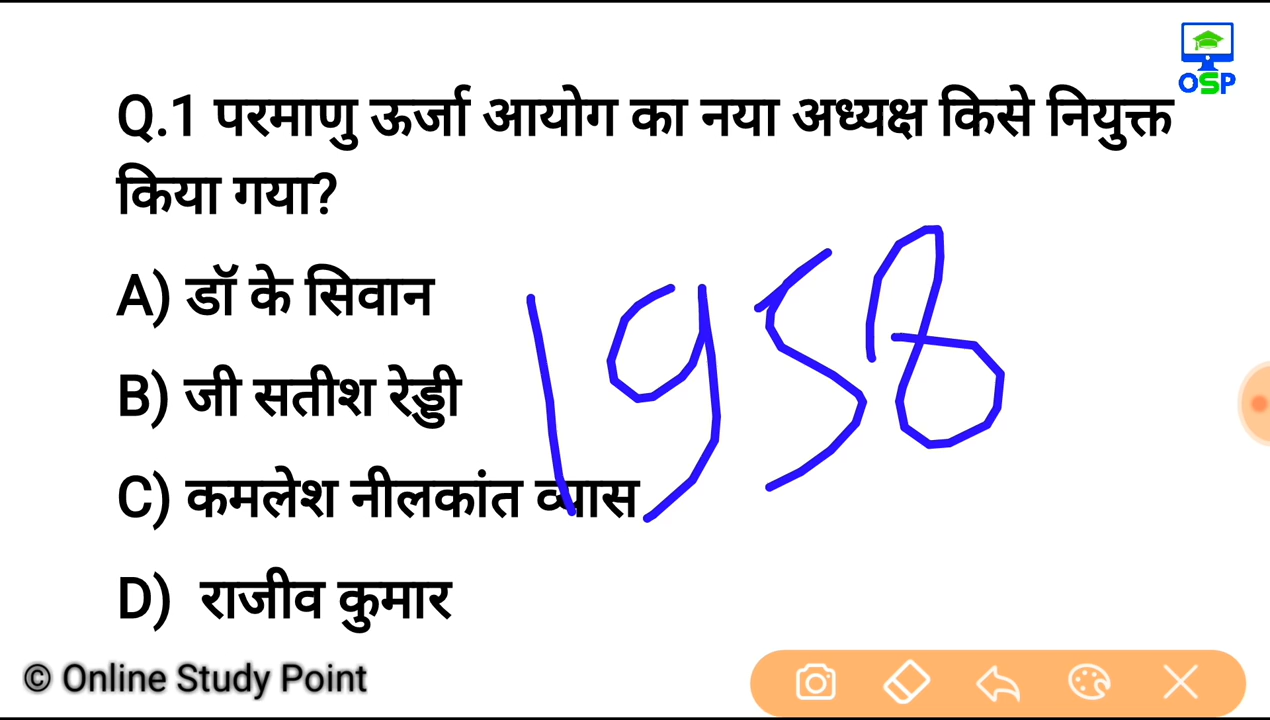 OSP
Q.1 परमाणु ऊर्जा आयोग का नया अध्यक्ष किसे नियुक्त
किया गया?
A) डॉ के सिवान
B) जी सतीश रेड्डी
1958
C) कमलेश नीलकांत व्यास
D) राजीव कुमार
© Online Study Point